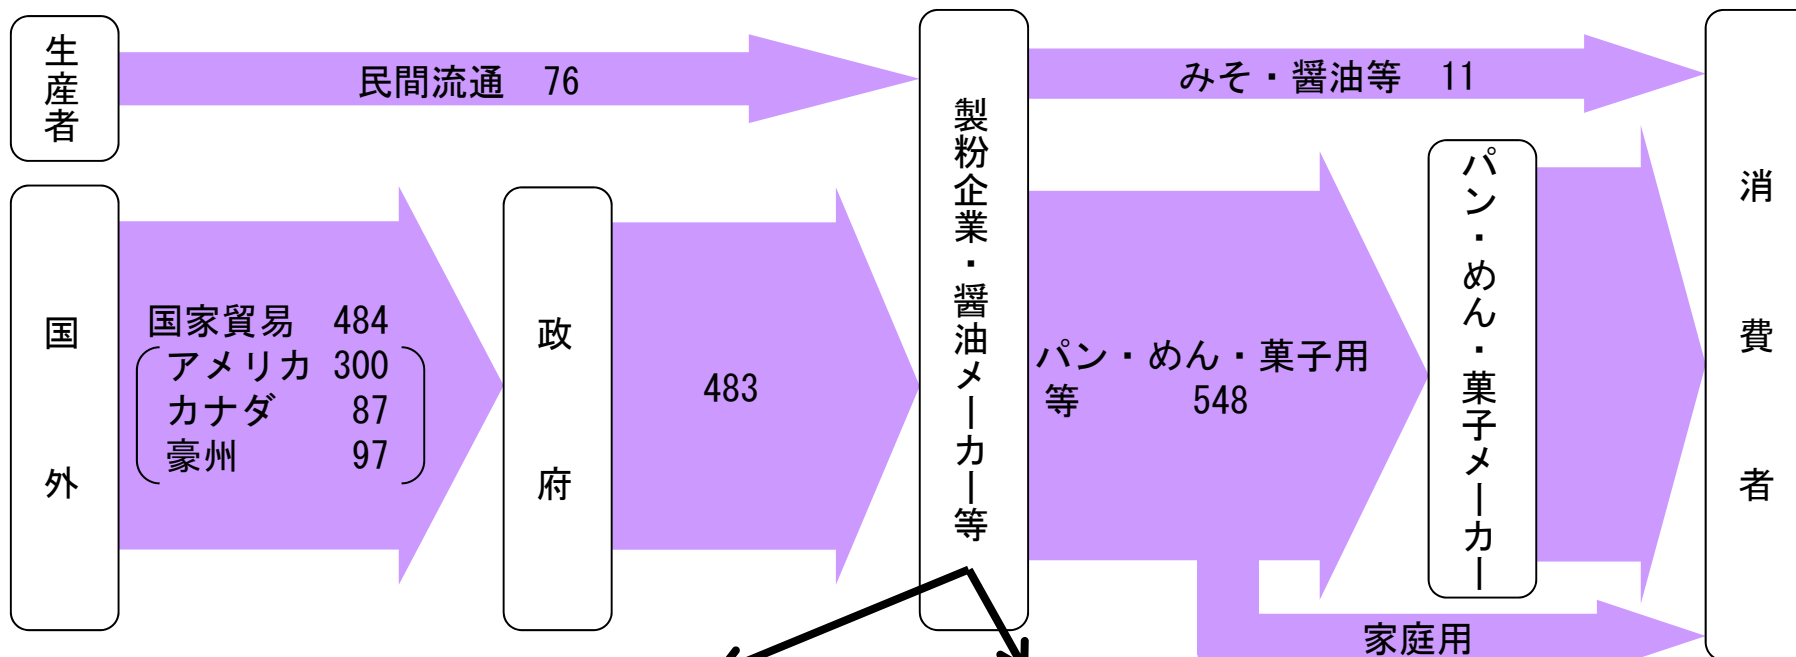 生産者
民間流通 76
製粉企業・醤油メーカー等
みそ・醤油等 11
消費者
国外
国家貿易 484
アメリカ 300
カナダ 87
豪州 97
政府
483
パン・めん・菓子用
等 548
パン・めん・菓子メーカー
家庭用